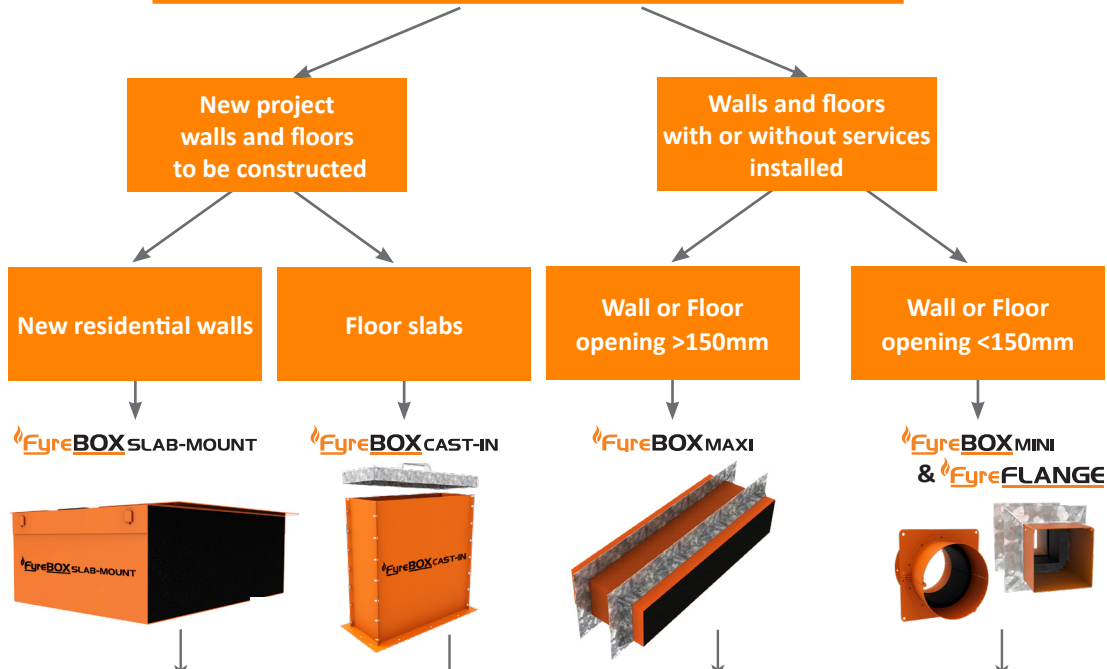 New project
walls and floors
to be constructed
Walls and floors
with or without services
installed
New residential walls
Floor slabs
Wall or Floor
opening >150mm
Wall or Floor
opening <150mm
FyreBOX SLAB-MOUNT
FyreBOX CAST-IN
FyreBOX MAXI
FyreBOX MINI
& FyreFLANGE
FyreBOX SLAB-MOUNT
FyreBOX CAST-IN